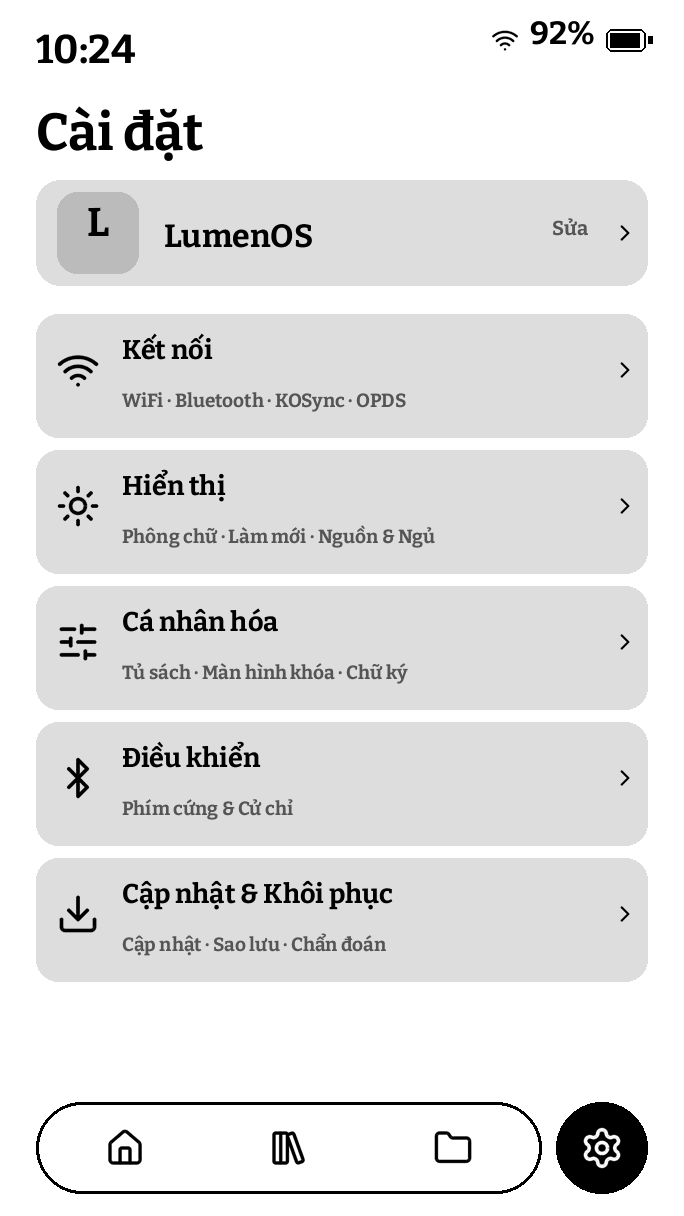 10:24
92%
Cài đặt
L
LumenOS
Sửa
Kết nối
WiFi · Bluetooth · KOSync · OPDS
Hiển thị
Phông chữ · Làm mới · Nguồn & Ngủ
Cá nhân hóa
Tủ sách · Màn hình khóa · Chữ ký
Điều khiển
Phím cứng & Cử chỉ
Cập nhật & Khôi phục
Cập nhật · Sao lưu · Chẩn đoán